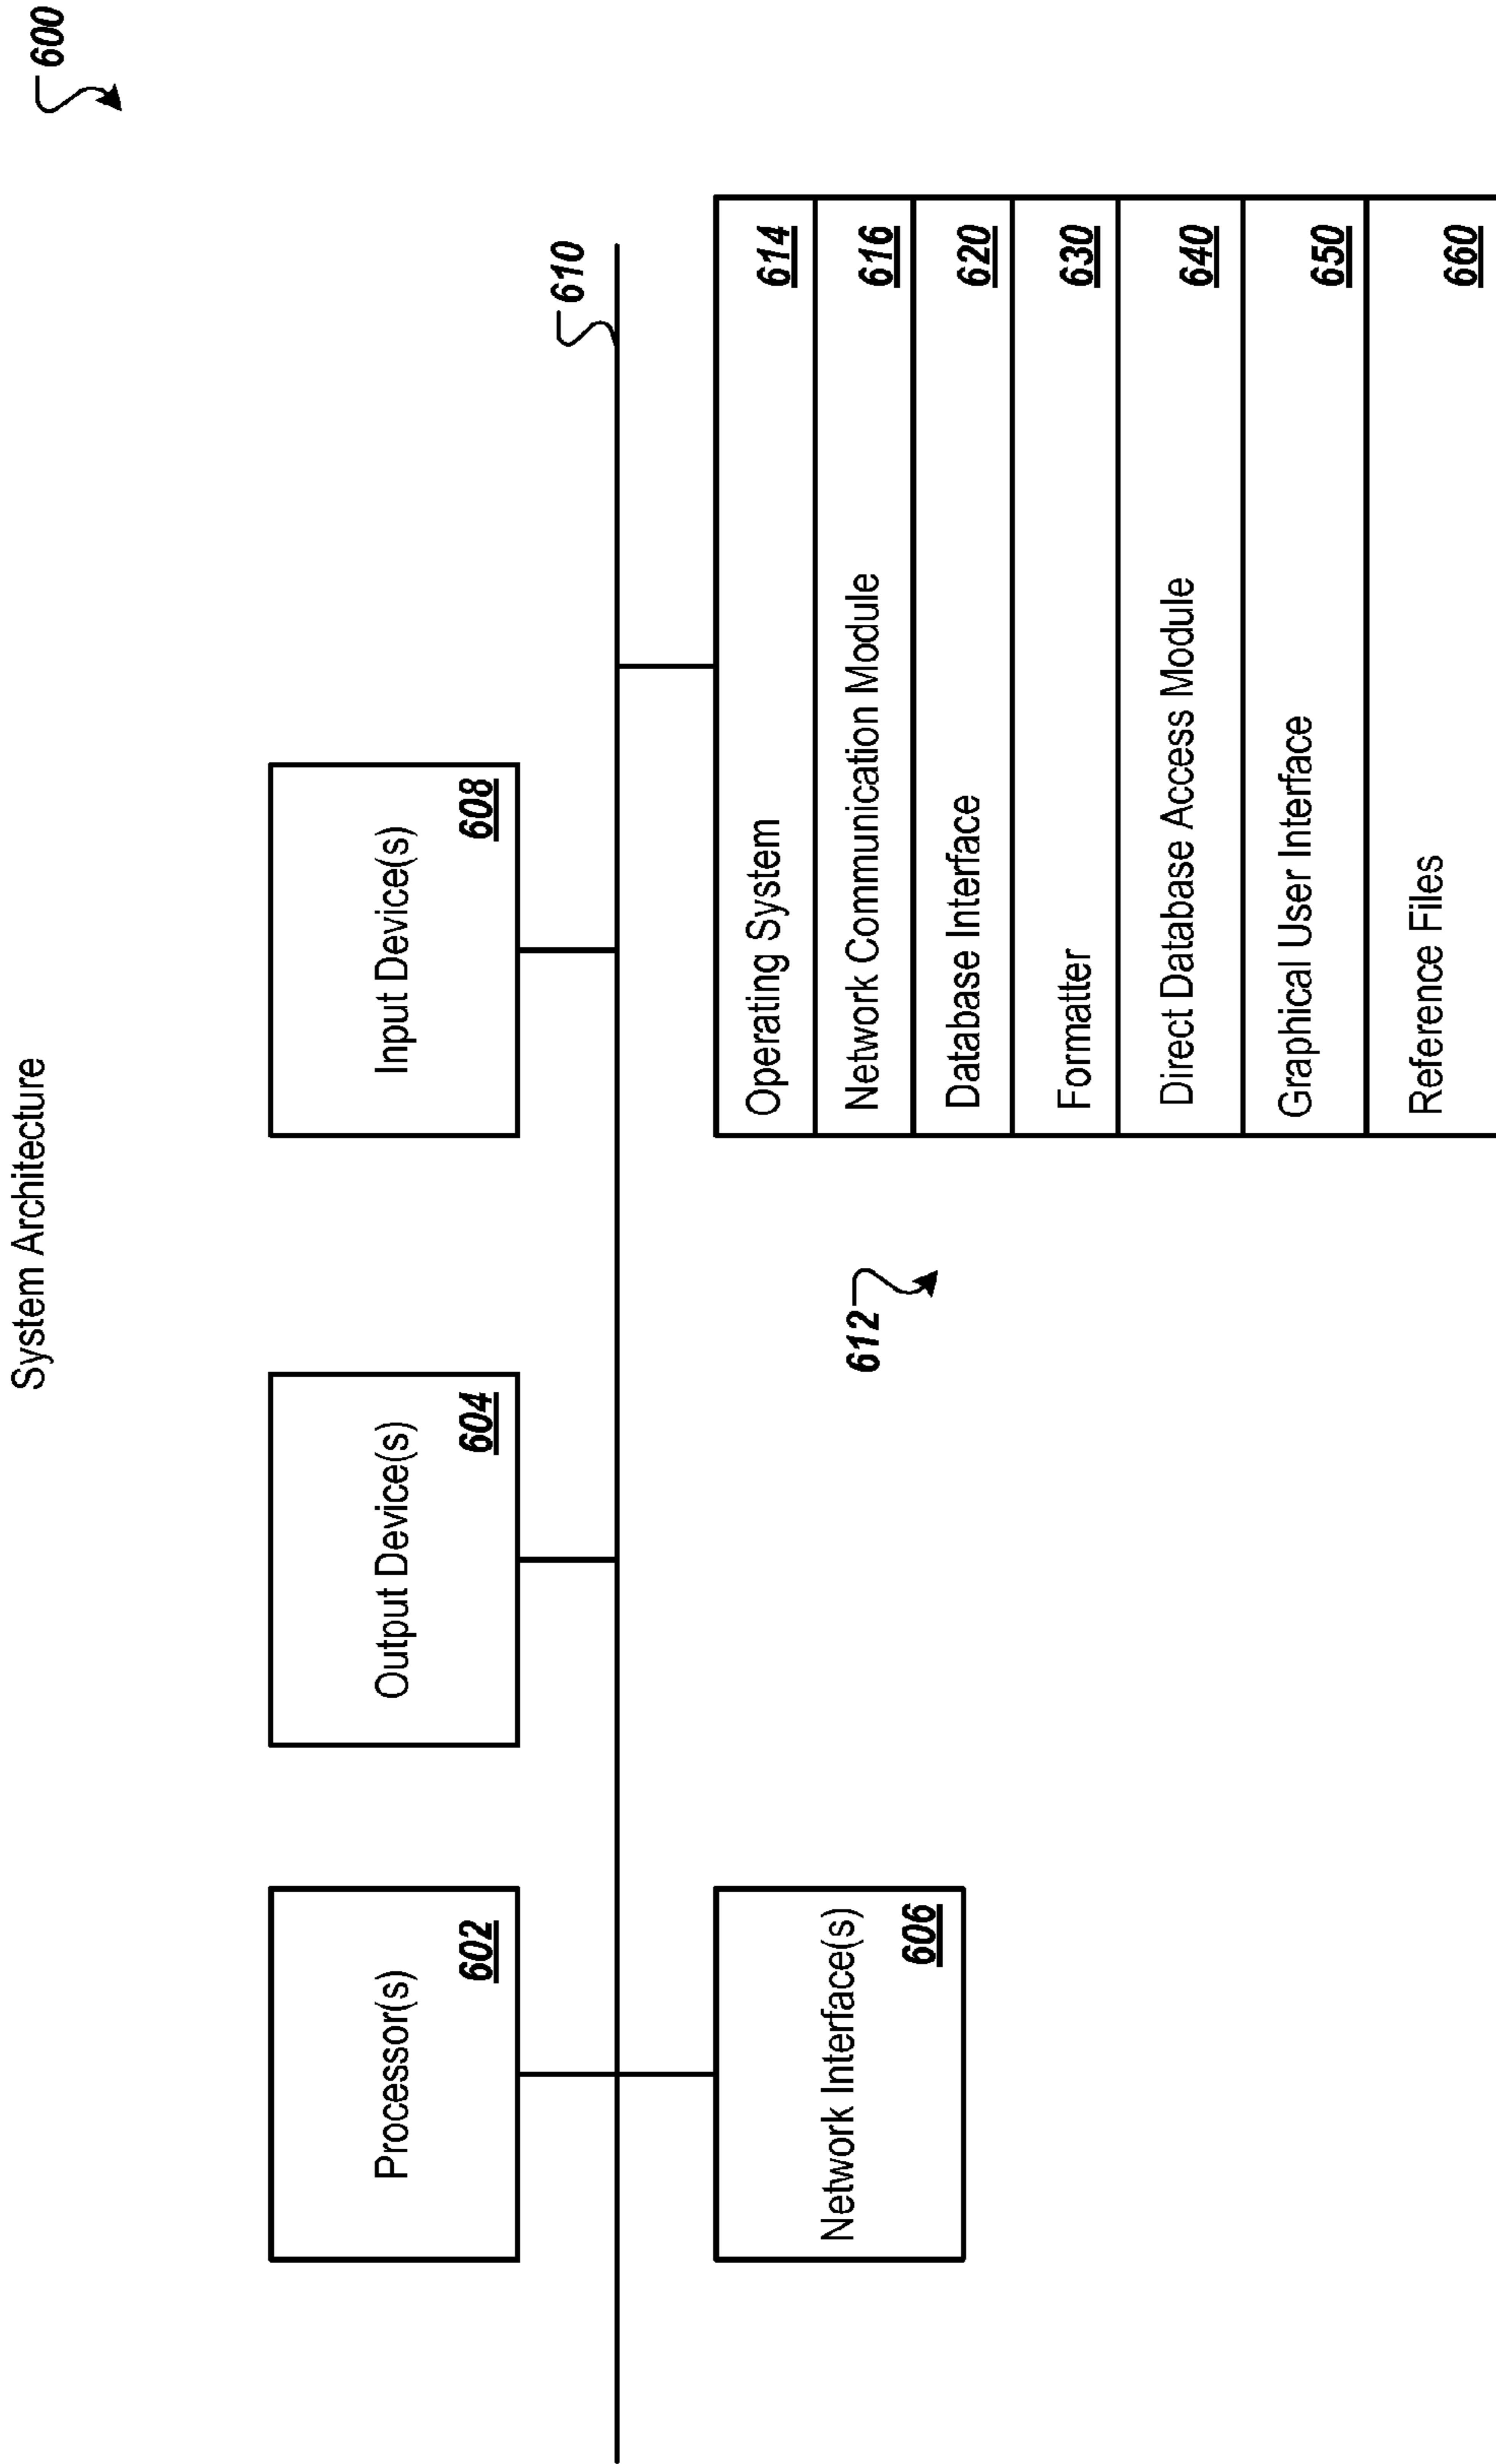 System Architecture
600
Processor(s)
602
Output Device(s)
604
Input Device(s)
608
610
Network Interface(s)
606
612
Operating System 614
Network Communication Module 616
Database Interface 620
Formatter 630
Direct Database Access Module 640
Graphical User Interface 650
Reference Files 660